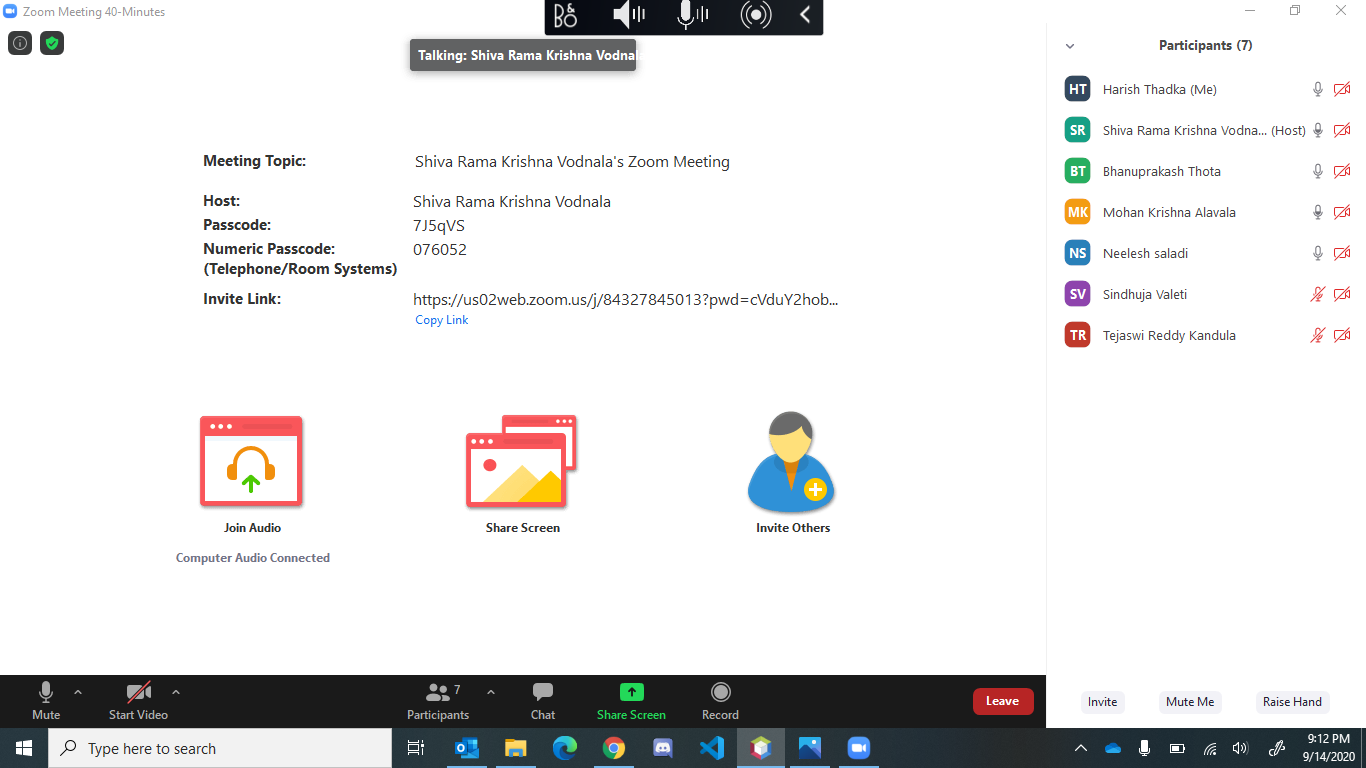 Zoom Meeting 40-Minutes
B&O
Talking: Shiva Rama Krishna Vodnal
Meeting Topic: Shiva Rama Krishna Vodnala's Zoom Meeting
Host: Shiva Rama Krishna Vodnala
Passcode: 7J5qVS
Numeric Passcode: 076052
(Telephone/Room Systems)
Invite Link: https://us02web.zoom.us/j/84327845013?pwd=cVduY2hob...
Copy Link
Join Audio
Computer Audio Connected
Share Screen
Invite Others
Participants (7)
HT Harish Thadka (Me)
SR Shiva Rama Krishna Vodna... (Host)
BT Bhanuprakash Thota
MK Mohan Krishna Alavala
NS Neelesh saladi
SV Sindhuja Valeti
TR Tejaswi Reddy Kandula
Mute
Start Video
7
Participants
Chat
Share Screen
Record
Leave
Invite
Mute Me
Raise Hand
Type here to search
9:12 PM
9/14/2020